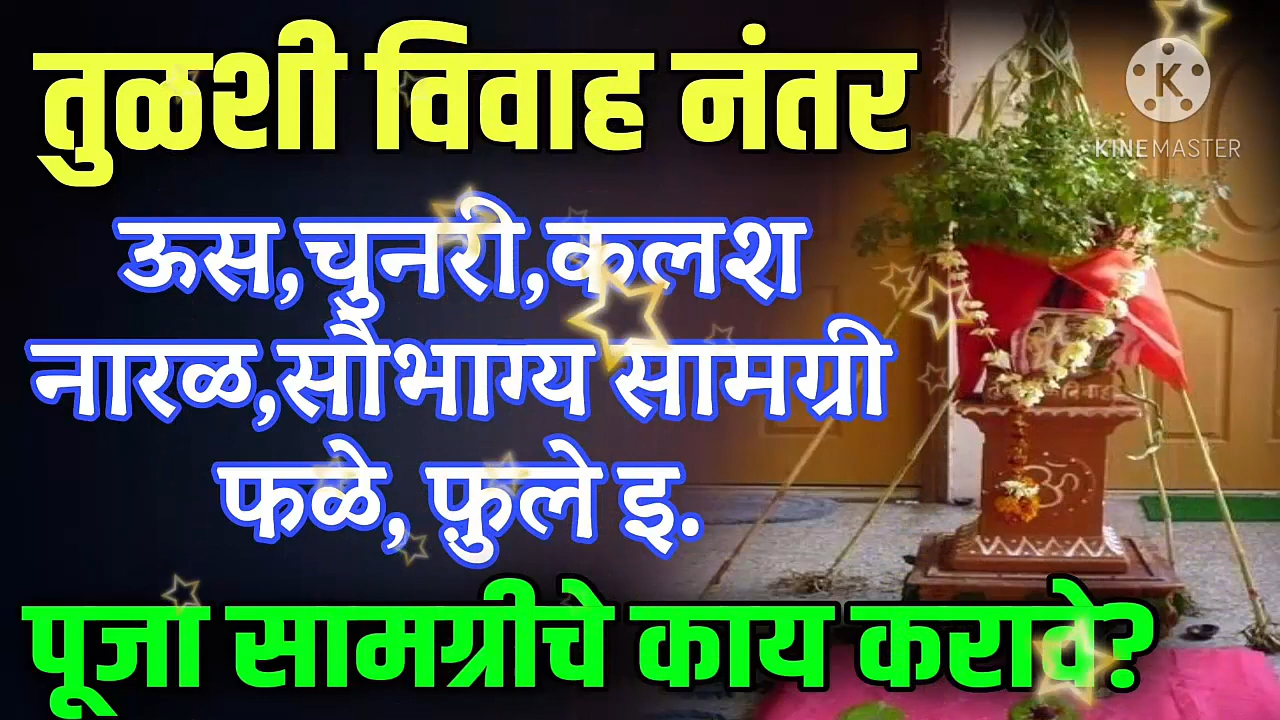 तुळशी विवाह नंतर
ऊस,चुनरी,कलश
नारळ,सौभाग्य सामग्री
फळे, फुले इ.
पूजा सामग्रीचे काय करावे?
K
KINEMASTER
ॐ